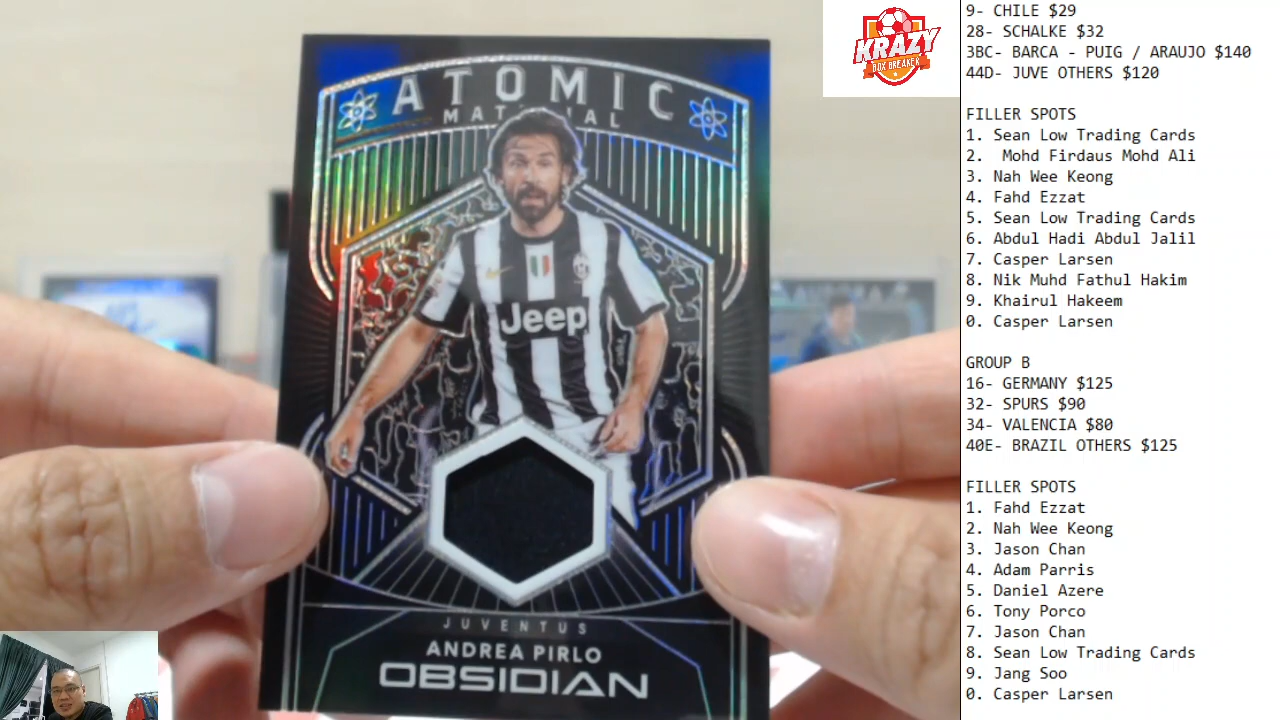 KRAZY
BOX BREAKER
ATOMIC
MATERIAL
Jeep
JUVENTUS
ANDREA PIRLO
OBSIDIAN
9- CHILE $29
28- SCHALKE $32
3BC- BARCA - PUIG / ARAUJO $140
44D- JUVE OTHERS $120
FILLER SPOTS
1. Sean Low Trading Cards
2.  Mohd Firdaus Mohd Ali
3. Nah Wee Keong
4. Fahd Ezzat
5. Sean Low Trading Cards
6. Abdul Hadi Abdul Jalil
7. Casper Larsen
8. Nik Muhd Fathul Hakim
9. Khairul Hakeem
0. Casper Larsen
GROUP B
16- GERMANY $125
32- SPURS $90
34- VALENCIA $80
40E- BRAZIL OTHERS $125
FILLER SPOTS
1. Fahd Ezzat
2. Nah Wee Keong
3. Jason Chan
4. Adam Parris
5. Daniel Azere
6. Tony Porco
7. Jason Chan
8. Sean Low Trading Cards
9. Jang Soo
0. Casper Larsen